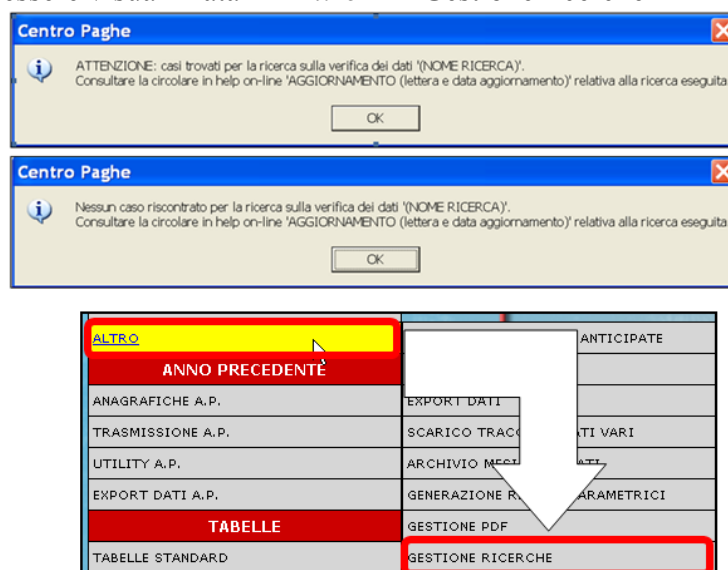 Centro Paghe
ATTENZIONE: casi trovati per la ricerca sulla verifica dei dati '(NOME RICERCA)'.
Consultare la circolare in help on-line 'AGGIORNAMENTO (lettera e data aggiornamento)' relativa alla ricerca eseguita.
OK
Centro Paghe
Nessun caso riscontrato per la ricerca sulla verifica dei dati '(NOME RICERCA)'.
Consultare la circolare in help on-line 'AGGIORNAMENTO (lettera e data aggiornamento)' relativa alla ricerca eseguita.
OK
ALTRO
ANTICIPATE
ANNO PRECEDENTE
ANAGRAFICHE A.P.
EXPORT DATI
TRASMISSIONE A.P.
SCARICO VARI
UTILITY A.P.
ARCHIVIO
EXPORT DATI A.P.
GENERAZIONE
TABELLE
GESTIONE PDF
TABELLE STANDARD
GESTIONE RICERCHE